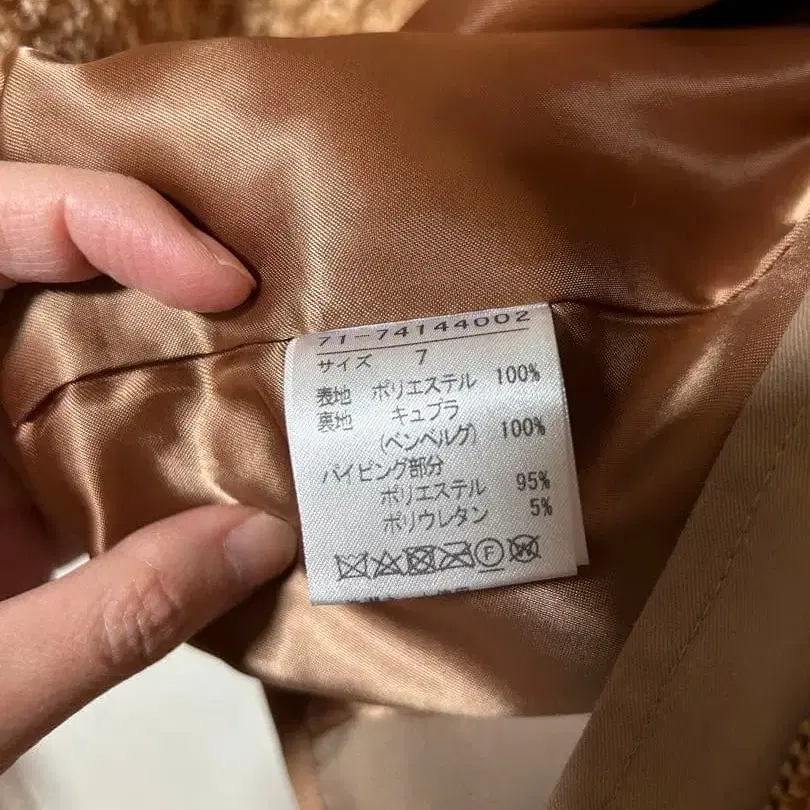 71-74144002
サイズ 7
表地 ポリエステル 100%
裏地 キュプラ
(ベンベルグ) 100%
パイピング部分
ポリエステル 95%
ポリウレタン 5%
F W